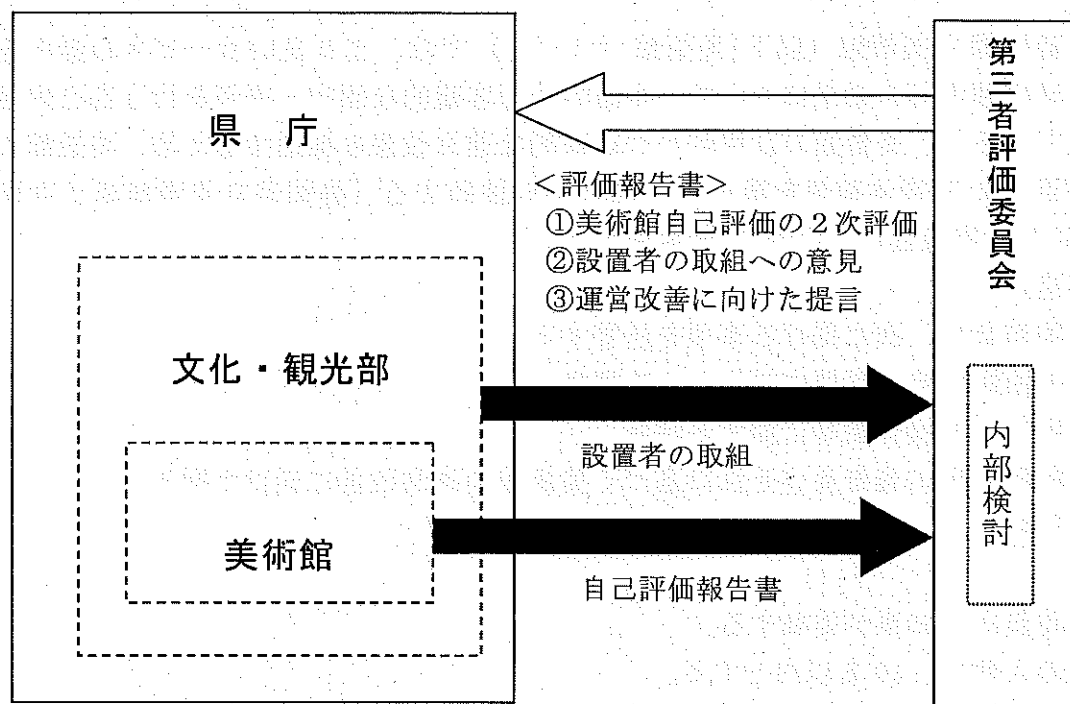 県 庁
第三者評価委員会
＜評価報告書＞
①美術館自己評価の２次評価
②設置者の取組への意見
③運営改善に向けた提言
文化・観光部
設置者の取組
内部検討
美術館
自己評価報告書